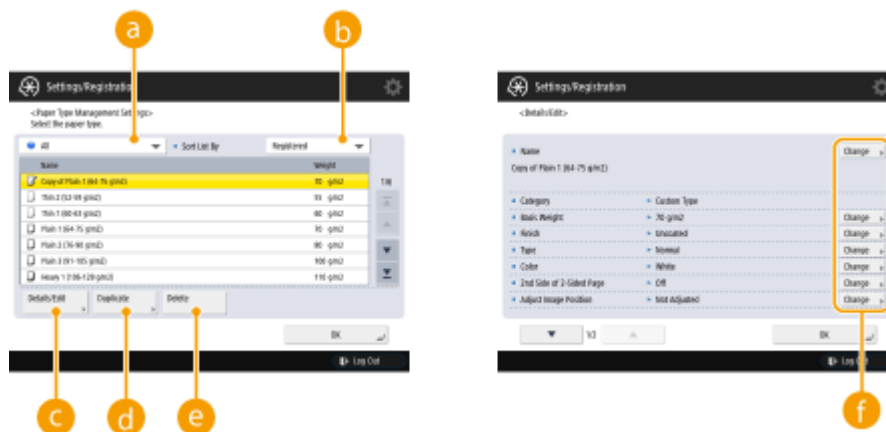 a
b
Settings/Registration
<Paper Type Management Settings>
Select the paper type.
All
Sort List By
Registered
Name
Weight
Copy of Plain 1 (64-75 g/m2)
70 g/m2
Thin 2 (52-59 g/m2)
55 g/m2
Thin 1 (60-63 g/m2)
60 g/m2
Plain 1 (64-75 g/m2)
70 g/m2
Plain 2 (76-90 g/m2)
80 g/m2
Plain 3 (91-105 g/m2)
100 g/m2
Heavy 1 (106-128 g/m2)
110 g/m2
Details/Edit
Duplicate
Delete
OK
Log Out
c
d
e
Settings/Registration
<Details/Edit>
Name
Change
Copy of Plain 1 (64-75 g/m2)
Category
Custom Type
Basis Weight
70 g/m2
Change
Finish
Uncoated
Change
Type
Normal
Change
Color
White
Change
2nd Side of 2-Sided Page
Off
Change
Adjust Image Position
Not Adjusted
Change
OK
Log Out
f